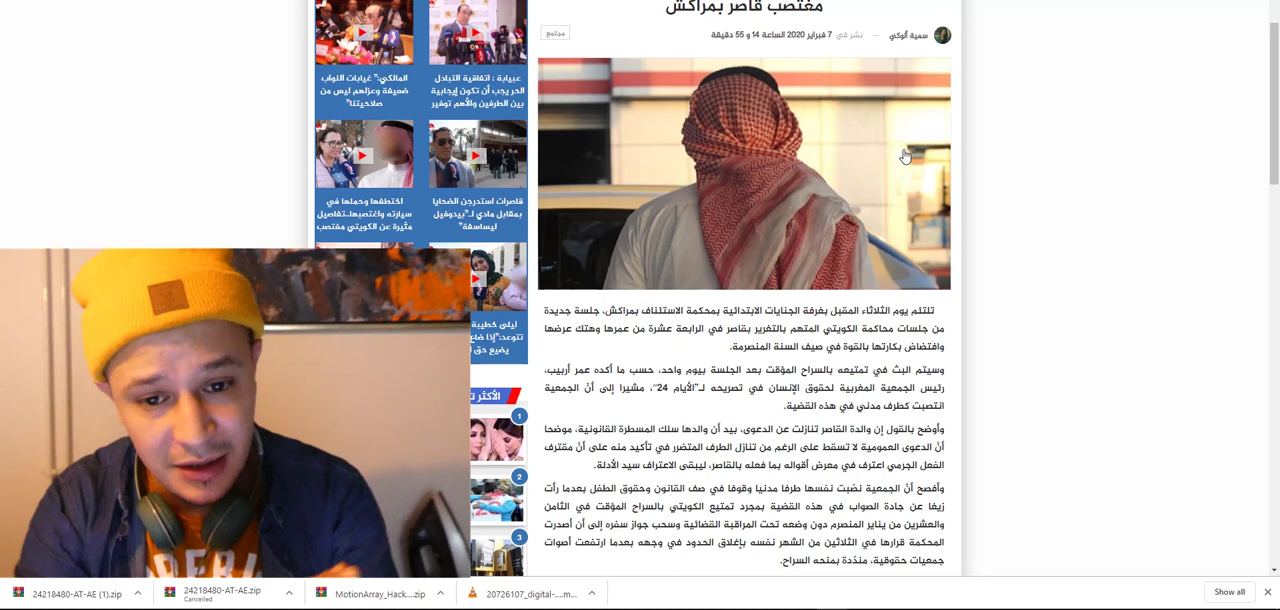 مغتصب قاصر بمراكش
سمية ألوكي — نشر في 7 فبراير 2020 الساعة 14 و 55 دقيقة
مجتمع
تلتئم يوم الثلاثاء المقبل بغرفة الجنايات الابتدائية بمحكمة الاستئناف بمراكش، جلسة جديدة
من جلسات محاكمة الكويتي المتهم بالتغرير بقاصر في الرابعة عشرة من عمرها وهتك عرضها
وافتضاض بكارتها بالقوة في صيف السنة المنصرمة.
وسيتم البث في تمتيعه بالسراح المؤقت بعد الجلسة بيوم واحد، حسب ما أكده عمر أربيب،
رئيس الجمعية المغربية لحقوق الإنسان في تصريحه لـ"الأيام 24"، مشيرا إلى أنّ الجمعية
انتصبت كطرف مدني في هذه القضية.
وأوضح بالقول إن والدة القاصر تنازلت عن الدعوى، بيد أن والدها سلك المسطرة القانونية، موضحا
أنّ الدعوى العمومية لا تسقط على الرغم من تنازل الطرف المتضرر في تأكيد منه على أنّ مقترف
الفعل الجرمي اعترف في معرض أقواله بما فعله بالقاصر، ليبقى الاعتراف سيد الأدلة.
وأفصح أنّ الجمعية نصّبت نفسها طرفا مدنيا وقوفا في صف القانون وحقوق الطفل بعدما رأت
زيغا عن جادة الصواب في هذه القضية بمجرد تمتيع الكويتي بالسراح المؤقت في الثامن
والعشرين من يناير المنصرم دون وضعه تحت المراقبة القضائية وسحب جواز سفره إلى أن أصدرت
المحكمة قرارها في الثلاثين من الشهر نفسه بإغلاق الحدود في وجهه بعدما ارتفعت أصوات
جمعيات حقوقية، مندّدة بمنحه السراح.
عبيابة : اتفاقية التبادل
الحر يجب أن تكون إيجابية
بين الطرفين والأهم توفير
المالكي:" غيابات النواب
ضعيفة وعزلهم ليس من
صلاحيتنا"
قاصرات استدرجن الضحايا
بمقابل مادي لـ"بيدوفيل
ليساسفة"
اختطفها وحملها في
سيارته واغتصبها..تفاصيل
مثيرة عن الكويتي مغتصب
ليلى خطيبة
تتوعد:"إذا ضاع
يضيع حق
الأكثر
1
2
3
24218480-AT-AE (1).zip
24218480-AT-AE.zip
Cancelled
MotionArray_Hack....zip
20726107_digital-....m...
Show all